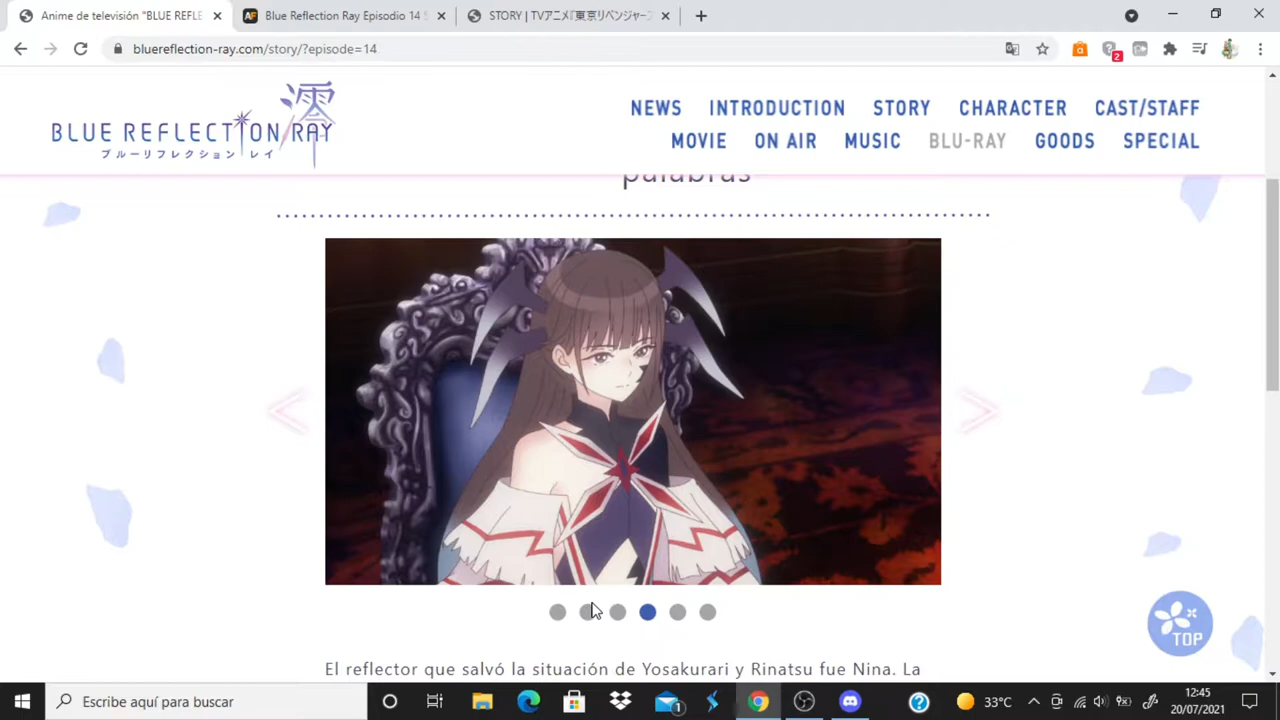 Anime de televisión "BLUE REFLE
Blue Reflection Ray Episodio 14 S
STORY | TVアニメ『東京リベンジャーズ
bluereflection-ray.com/story/?episode=14
2
澪
BLUE REFLECTION RAY
ブルーリフレクション レイ
NEWS INTRODUCTION STORY CHARACTER CAST/STAFF
MOVIE ON AIR MUSIC BLU-RAY GOODS SPECIAL
palabras
TOP
El reflector que salvó la situación de Yosakurari y Rinatsu fue Nina. La
Escribe aquí para buscar
1
33°C
12:45
20/07/2021